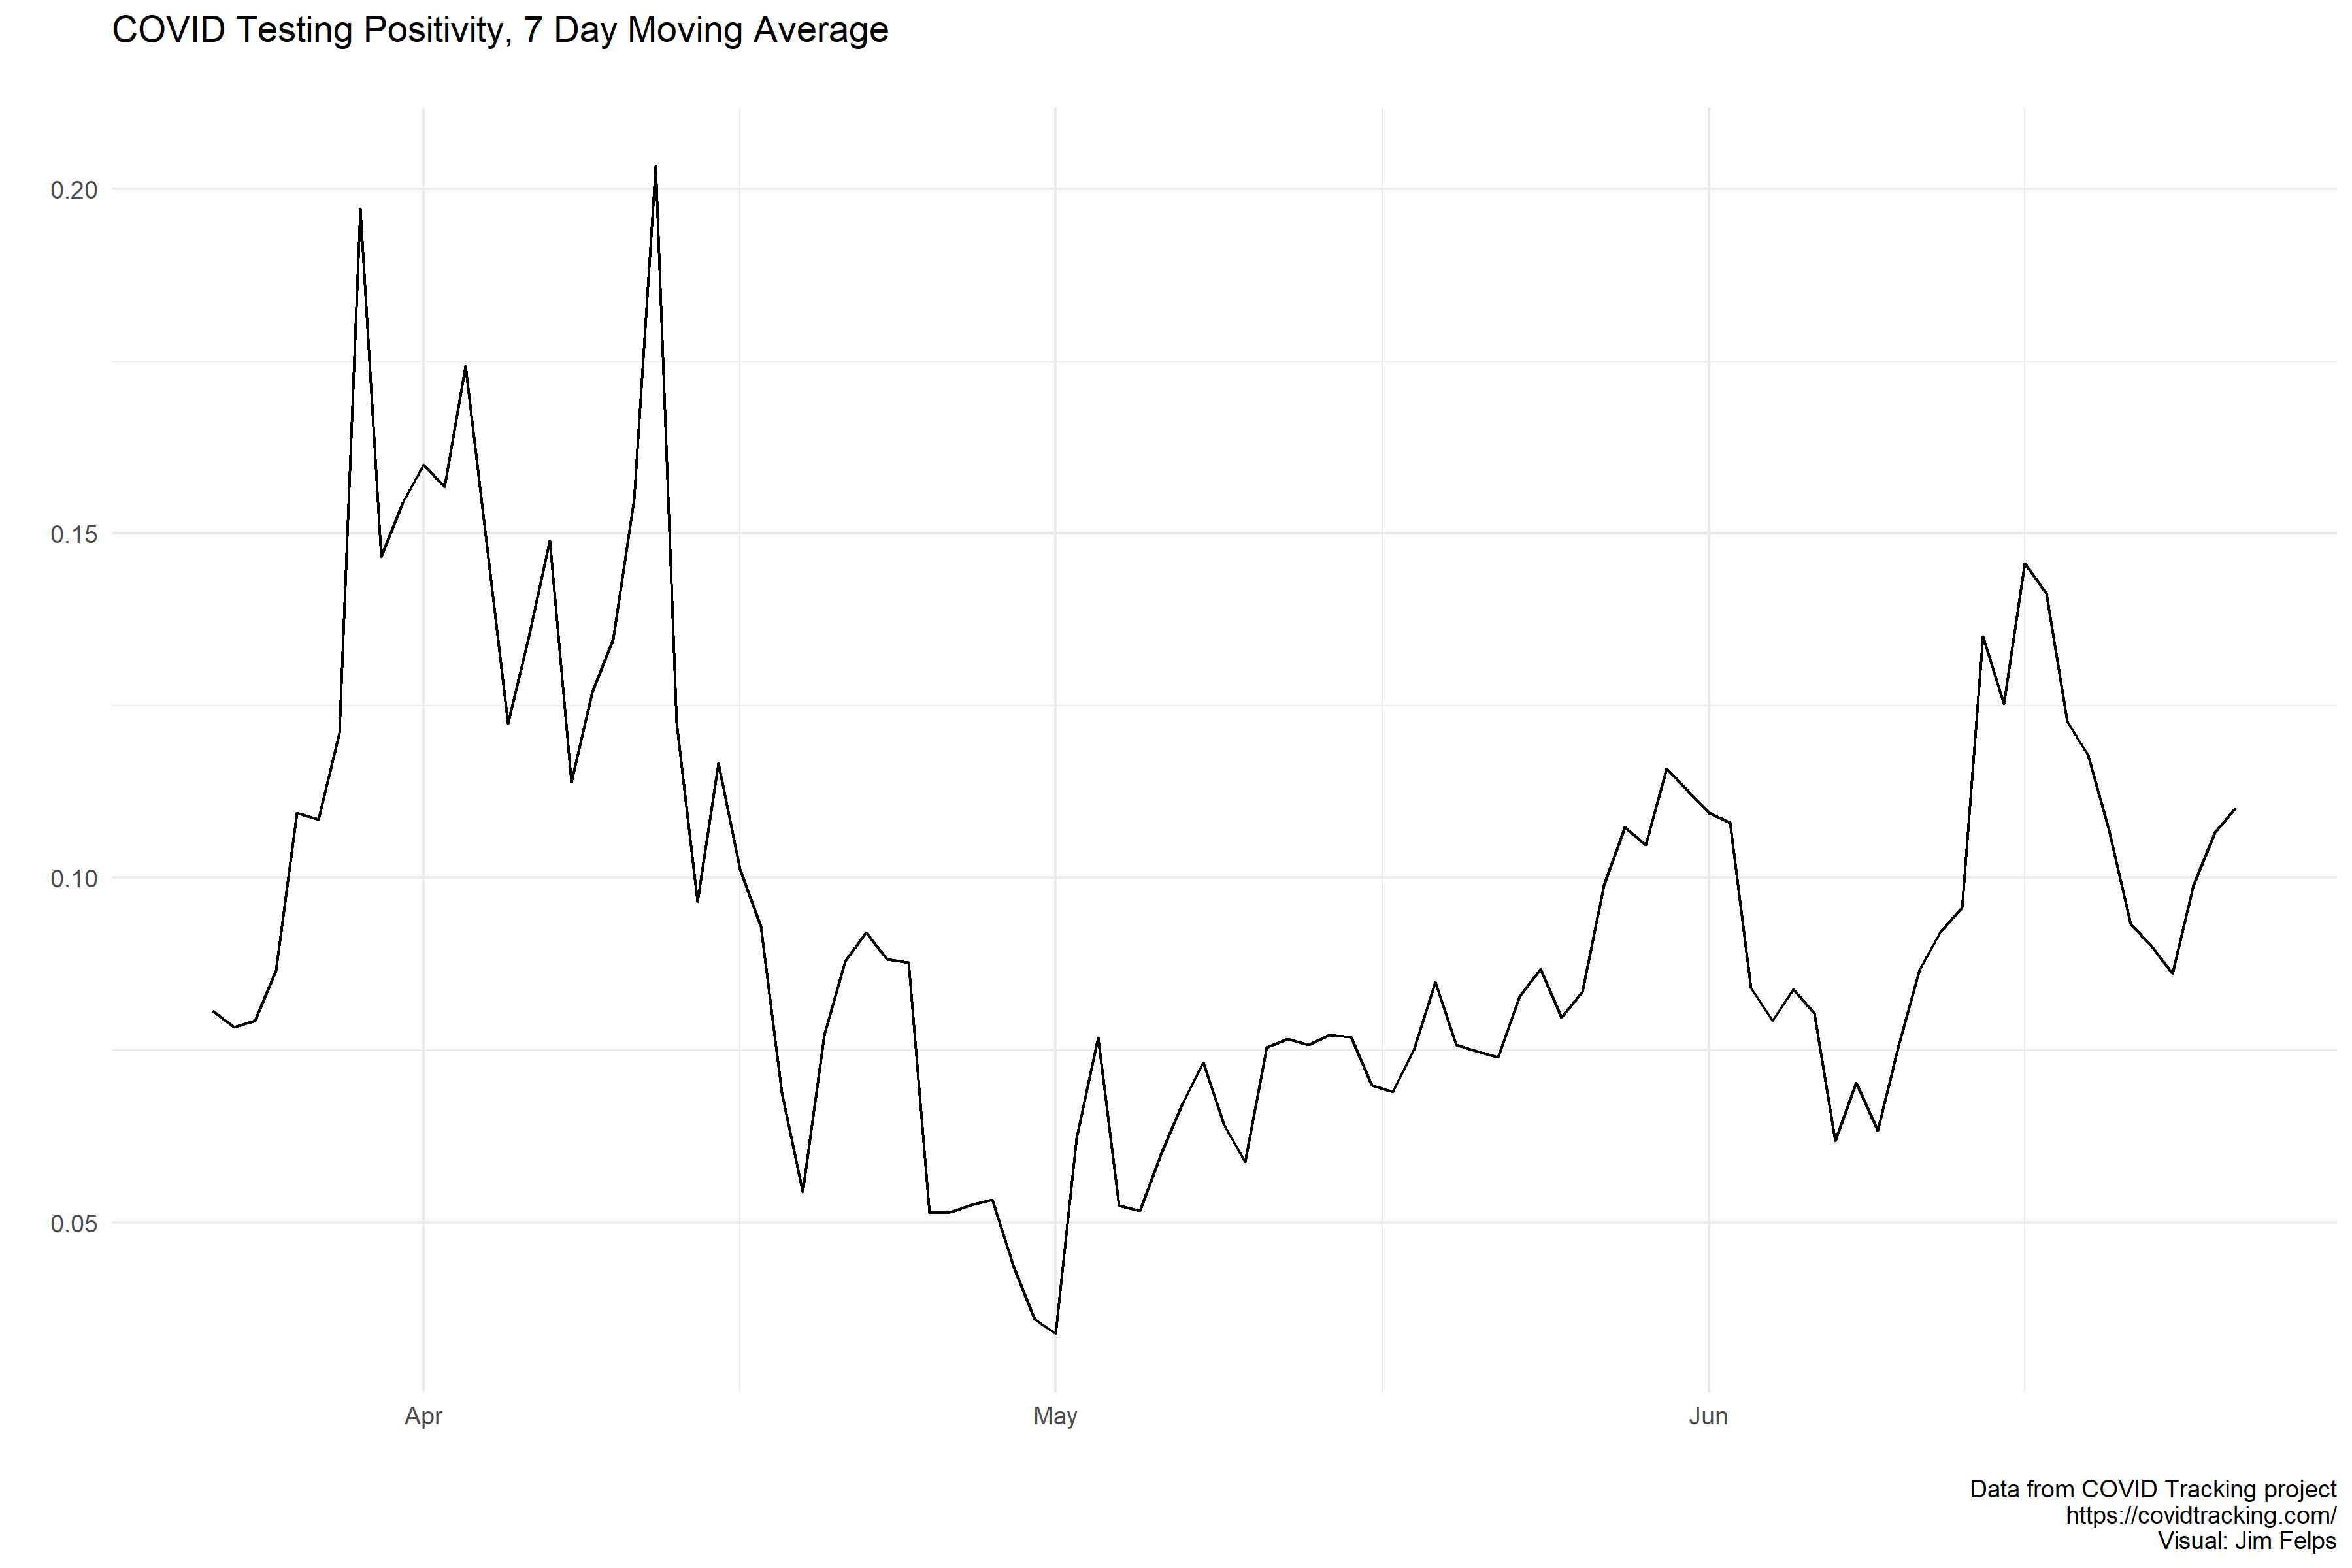 COVID Testing Positivity, 7 Day Moving Average
0.20
0.15
0.10
0.05
Apr May Jun
Data from COVID Tracking project
https://covidtracking.com/
Visual: Jim Felps